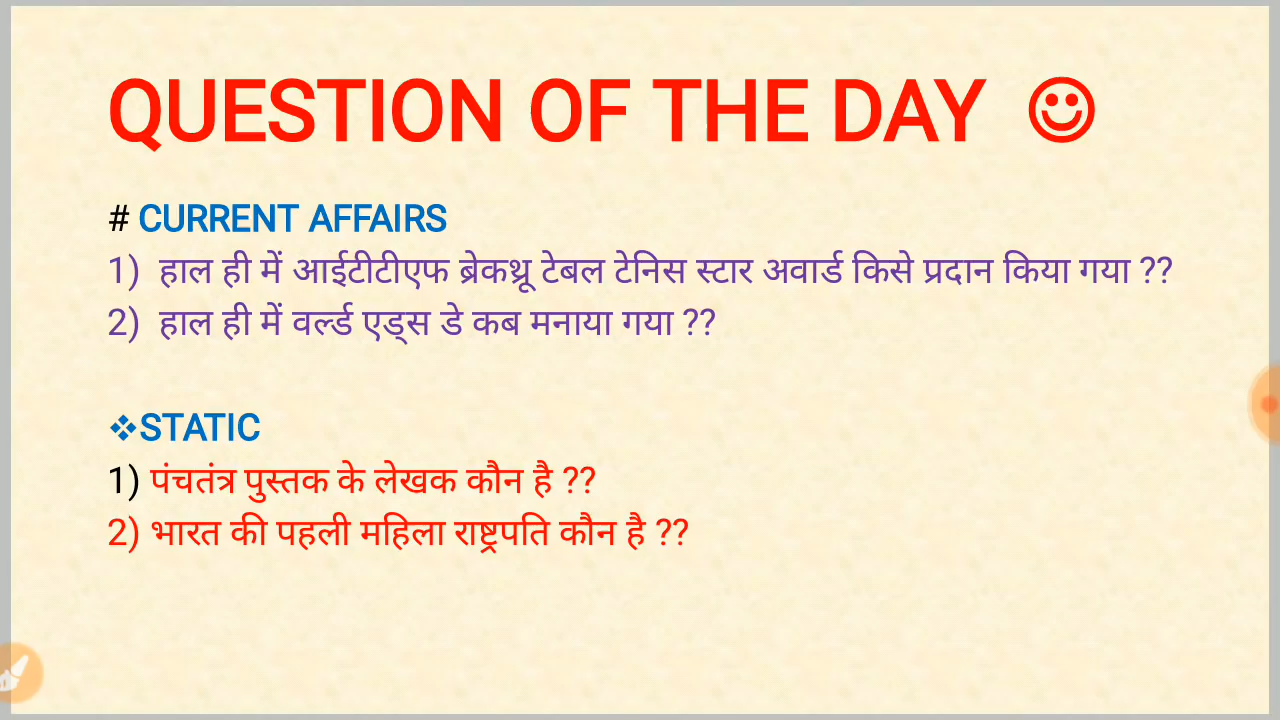 QUESTION OF THE DAY ☺
# CURRENT AFFAIRS
1) हाल ही में आईटीटीएफ ब्रेकथ्रू टेबल टेनिस स्टार अवार्ड किसे प्रदान किया गया ??
2) हाल ही में वर्ल्ड एड्स डे कब मनाया गया ??
❖STATIC
1) पंचतंत्र पुस्तक के लेखक कौन है ??
2) भारत की पहली महिला राष्ट्रपति कौन है ??